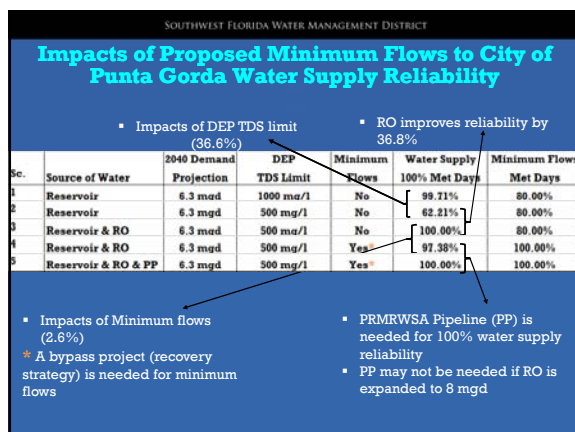 SOUTHWEST FLORIDA WATER MANAGEMENT DISTRICT
Impacts of Proposed Minimum Flows to City of
Punta Gorda Water Supply Reliability
▪ Impacts of DEP TDS limit
(36.6%)
▪ RO improves reliability by
36.8%
2040 Demand DEP Minimum Water Supply Minimum Flows
Sc. Source of Water Projection TDS Limit Flows 100% Met Days Met Days
1 Reservoir 6.3 mgd 1000 mg/l No 99.71% 80.00%
2 Reservoir 6.3 mgd 500 mg/l No 62.21% 80.00%
3 Reservoir & RO 6.3 mgd 500 mg/l No 100.00% 80.00%
4 Reservoir & RO 6.3 mgd 500 mg/l Yes* 97.38% 100.00%
5 Reservoir & RO & PP 6.3 mgd 500 mg/l Yes* 100.00% 100.00%
▪ Impacts of Minimum flows
(2.6%)
* A bypass project (recovery
strategy) is needed for minimum
flows
▪ PRMRWSA Pipeline (PP) is
needed for 100% water supply
reliability
▪ PP may not be needed if RO is
expanded to 8 mgd